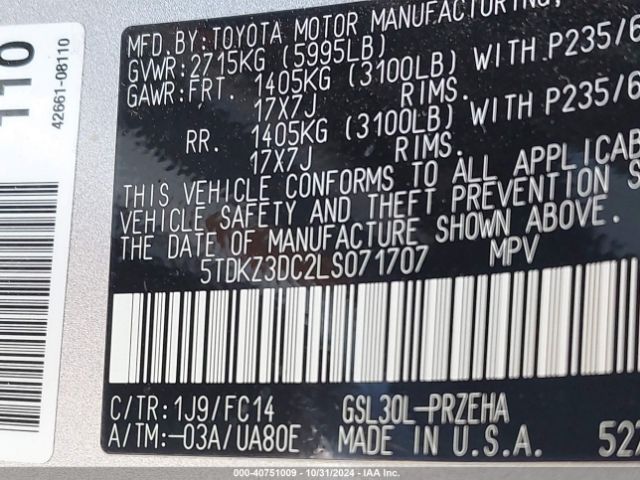 110
42661-08110
MFD.BY:TOYOTA MOTOR MANUFACTURING,
GVWR:2715KG (5995LB)
GAWR:FRT. 1405KG (3100LB) WITH P235/6
17X7J RIMS.
RR. 1405KG (3100LB) WITH P235/6
17X7J RIMS.
THIS VEHICLE CONFORMS TO ALL APPLICAB
VEHICLE SAFETY AND THEFT PREVENTION S
THE DATE OF MANUFACTURE SHOWN ABOVE.
5TDKZ3DC2LS071707 MPV
C/TR:1J9/FC14 GSL30L-PRZEHA
A/TM:-03A/UA80E MADE IN U.S.A. 522
000-40751009 - 10/31/2024 - IAA Inc.